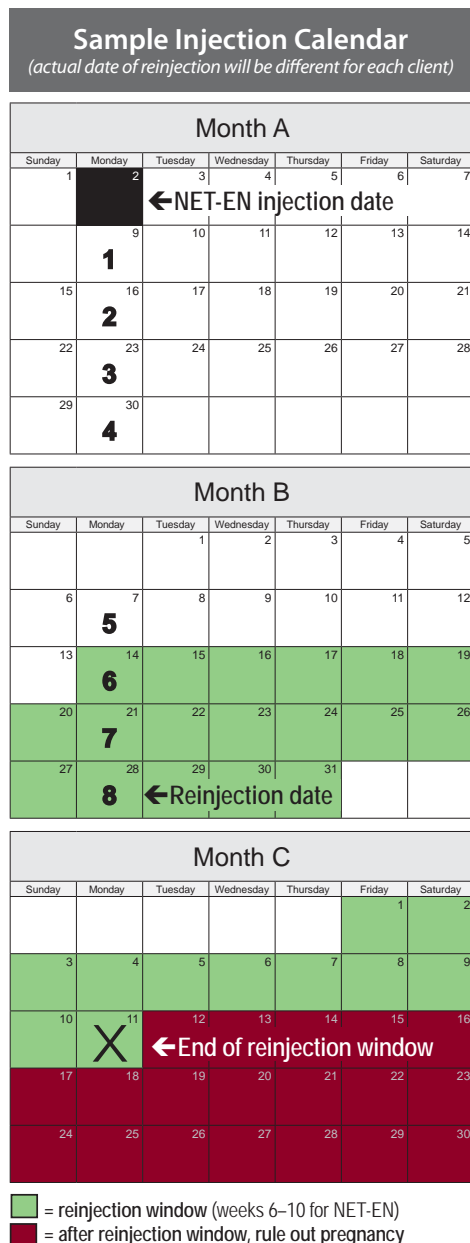 Sample Injection Calendar
(actual date of reinjection will be different for each client)
Month A
Sunday Monday Tuesday Wednesday Thursday Friday Saturday
1 2 3 4 5 6 7
←NET-EN injection date
9 10 11 12 13 14
1
15 16 17 18 19 20 21
2
22 23 24 25 26 27 28
3
29 30
4
Month B
Sunday Monday Tuesday Wednesday Thursday Friday Saturday
1 2 3 4 5
6 7 8 9 10 11 12
5
13 14 15 16 17 18 19
6
20 21 22 23 24 25 26
7
27 28 29 30 31
8 ←Reinjection date
Month C
Sunday Monday Tuesday Wednesday Thursday Friday Saturday
1 2
3 4 5 6 7 8 9
10 11 12 13 14 15 16
X ←End of reinjection window
17 18 19 20 21 22 23
24 25 26 27 28 29 30
= reinjection window (weeks 6–10 for NET-EN)
= after reinjection window, rule out pregnancy